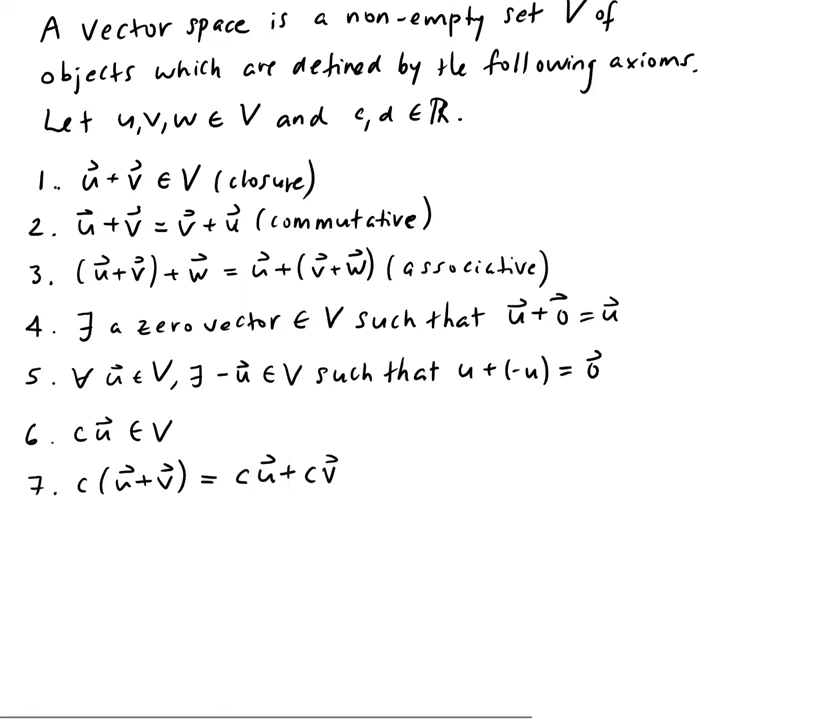 A vector space is a non-empty set V of
objects which are defined by the following axioms.
Let u,v,w ∈ V and c,d ∈ ℝ.
1. u⃗ + v⃗ ∈ V (closure)
2. u⃗ + v⃗ = v⃗ + u⃗ (commutative)
3. (u⃗ + v⃗) + w⃗ = u⃗ + (v⃗ + w⃗) (associative)
4. ∃ a zero vector ∈ V such that u⃗ + 0⃗ = u⃗
5. ∀ u⃗ ∈ V, ∃ -u⃗ ∈ V such that u + (-u) = 0⃗
6. cu⃗ ∈ V
7. c(u⃗ + v⃗) = cu⃗ + cv⃗